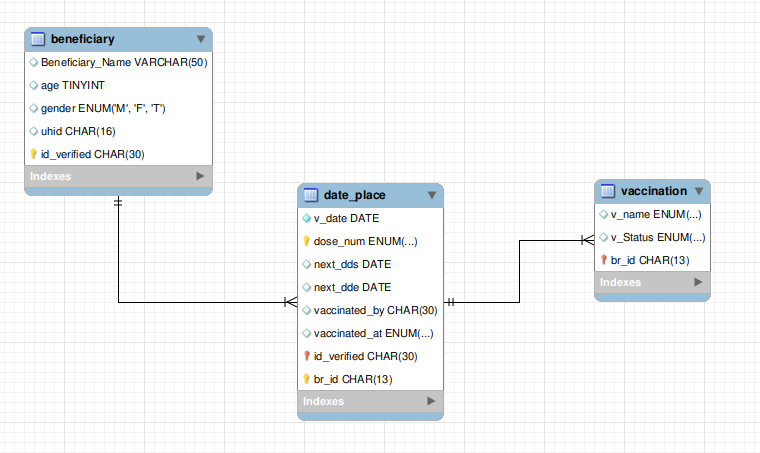 beneficiary
Beneficiary_Name VARCHAR(50)
age TINYINT
gender ENUM('M', 'F', 'T')
uhid CHAR(16)
id_verified CHAR(30)
Indexes
date_place
v_date DATE
dose_num ENUM(...)
next_dds DATE
next_dde DATE
vaccinated_by CHAR(30)
vaccinated_at ENUM(...)
id_verified CHAR(30)
br_id CHAR(13)
Indexes
vaccination
v_name ENUM(...)
v_Status ENUM(...)
br_id CHAR(13)
Indexes